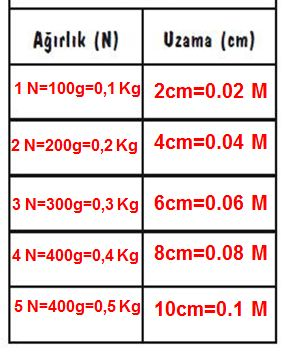 Ağırlık (N) Uzama (cm)
1 N=100g=0,1 Kg 2cm=0.02 M
2 N=200g=0,2 Kg 4cm=0.04 M
3 N=300g=0,3 Kg 6cm=0.06 M
4 N=400g=0,4 Kg 8cm=0.08 M
5 N=400g=0,5 Kg 10cm=0.1 M